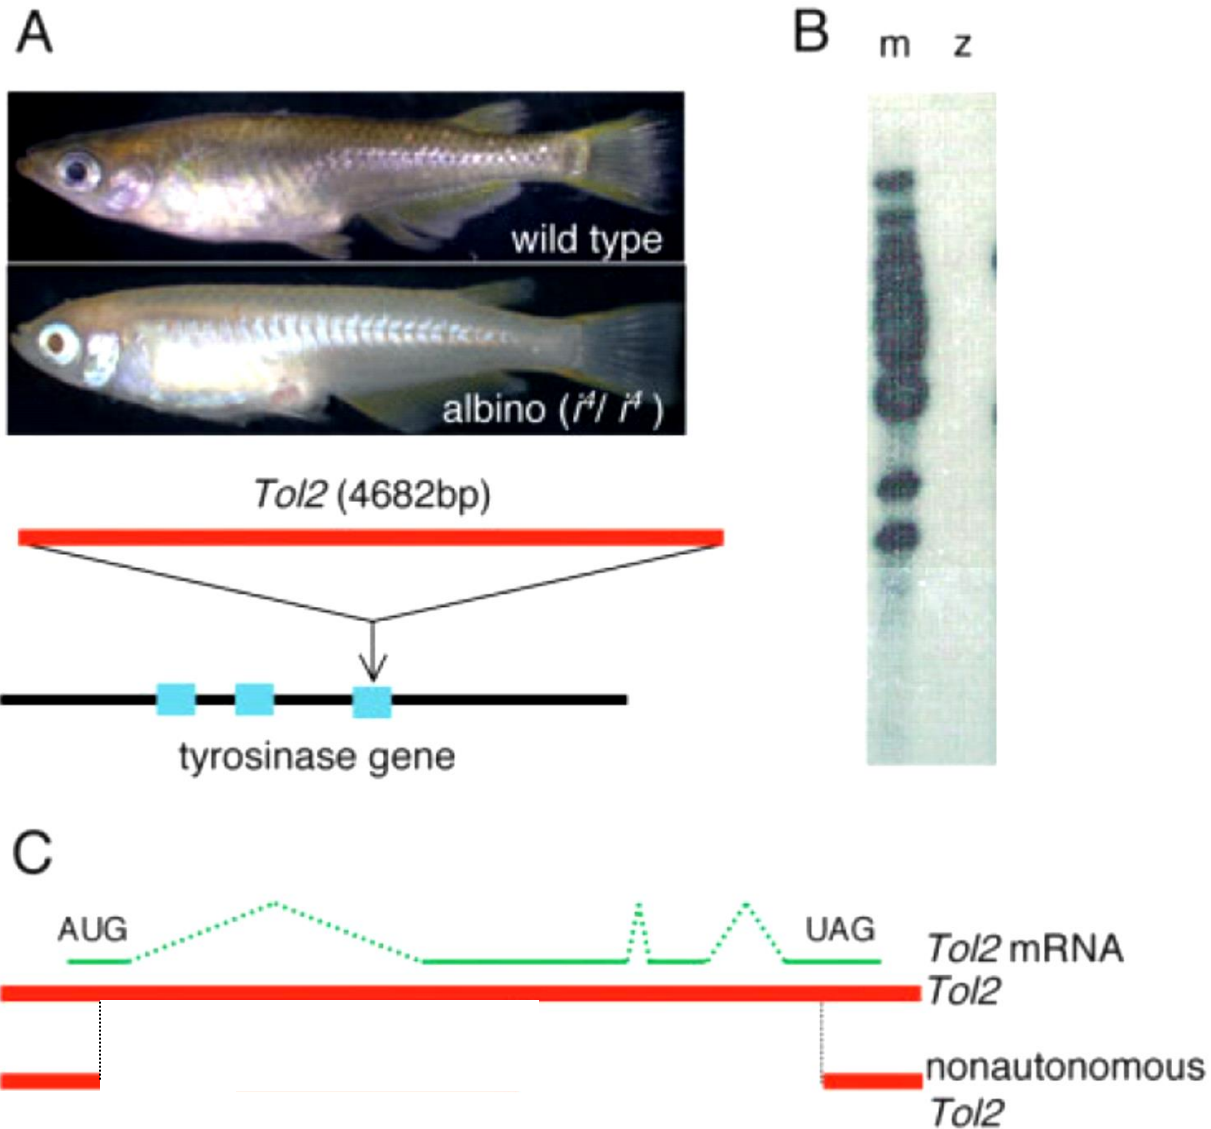 A
B
m z
wild type
albino (i⁴/ i⁴ )
Tol2 (4682bp)
tyrosinase gene
C
AUG
UAG
Tol2 mRNA
Tol2
nonautonomous
Tol2